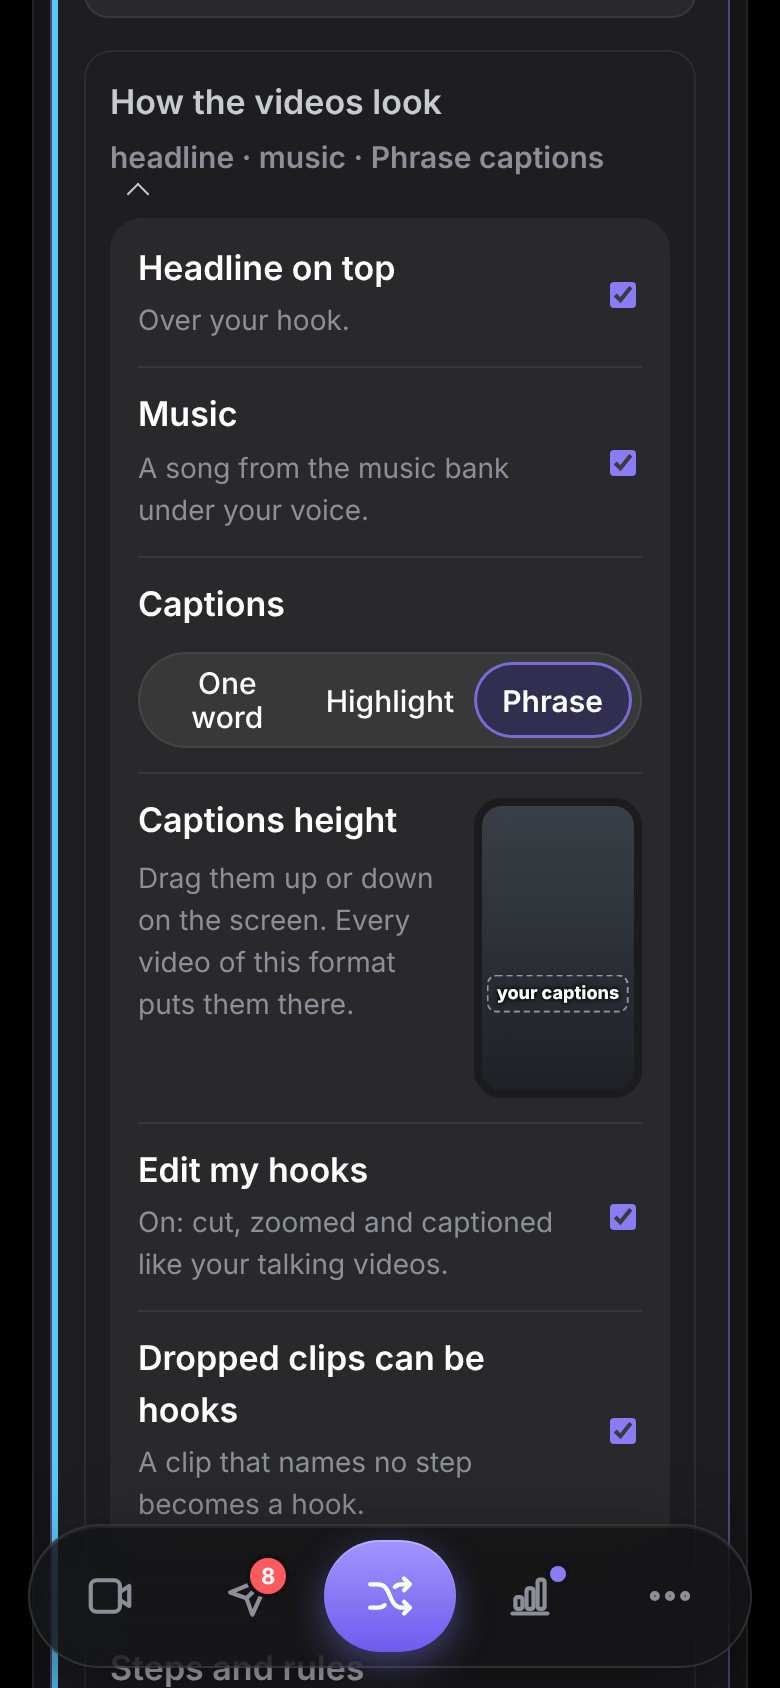 How the videos look
headline · music · Phrase captions
Headline on top
Over your hook.
Music
A song from the music bank
under your voice.
Captions
One
word
Highlight
Phrase
Captions height
Drag them up or down
on the screen. Every
video of this format
puts them there.
your captions
Edit my hooks
On: cut, zoomed and captioned
like your talking videos.
Dropped clips can be
hooks
A clip that names no step
becomes a hook.
8
Steps and rules